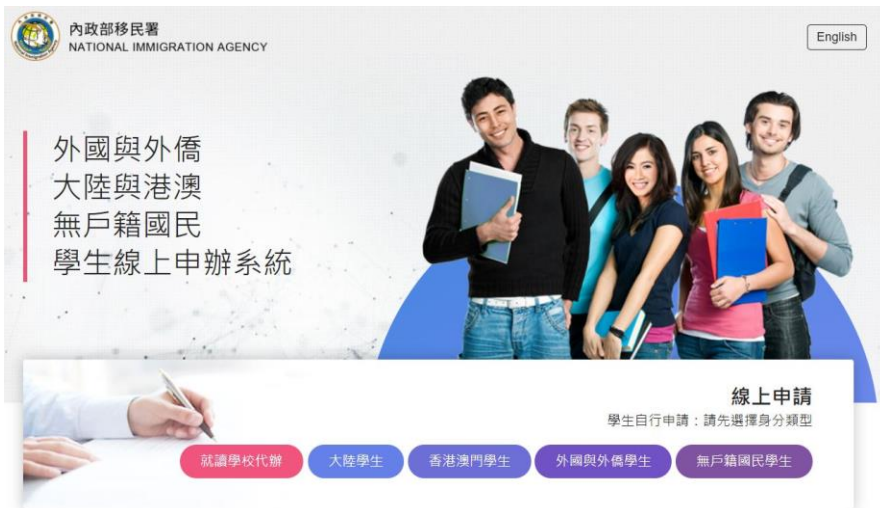 內政部移民署
NATIONAL IMMIGRATION AGENCY
English
外國與外僑
大陸與港澳
無戶籍國民
學生線上申辦系統
線上申請
學生自行申請：請先選擇身分類型
就讀學校代辦
大陸學生
香港澳門學生
外國與外僑學生
無戶籍國民學生